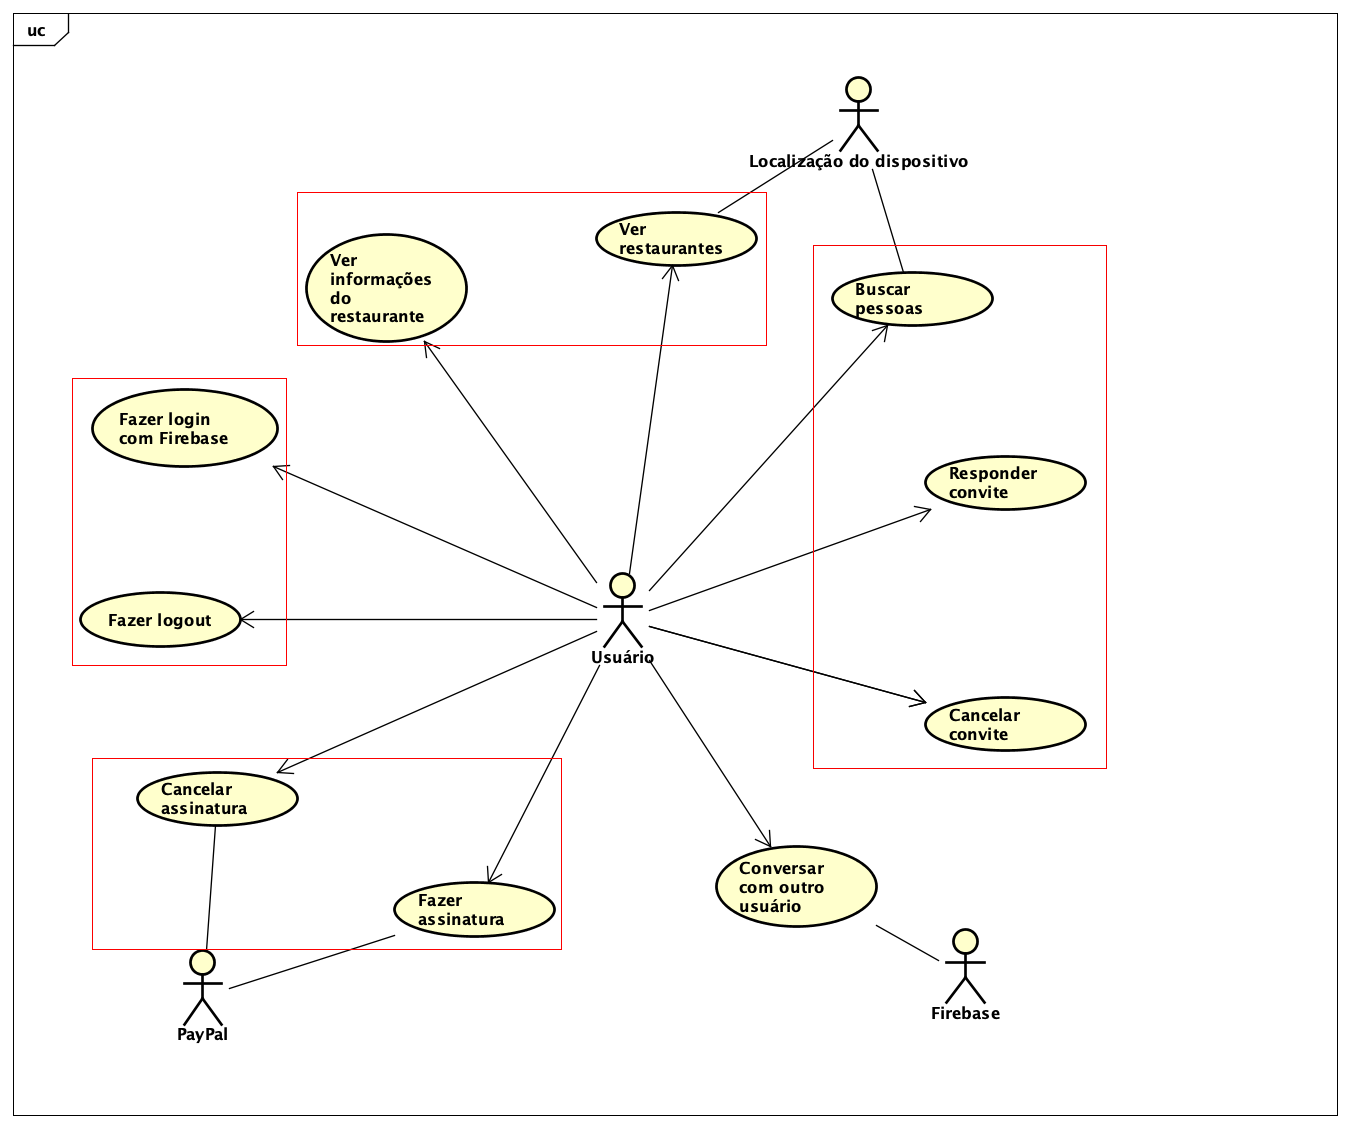 uc
Localização do dispositivo
Ver
restaurantes
Ver
informações
do
restaurante
Buscar
pessoas
Fazer login
com Firebase
Responder
convite
Fazer logout
Usuário
Cancelar
convite
Cancelar
assinatura
Conversar
com outro
usuário
Fazer
assinatura
Firebase
PayPal